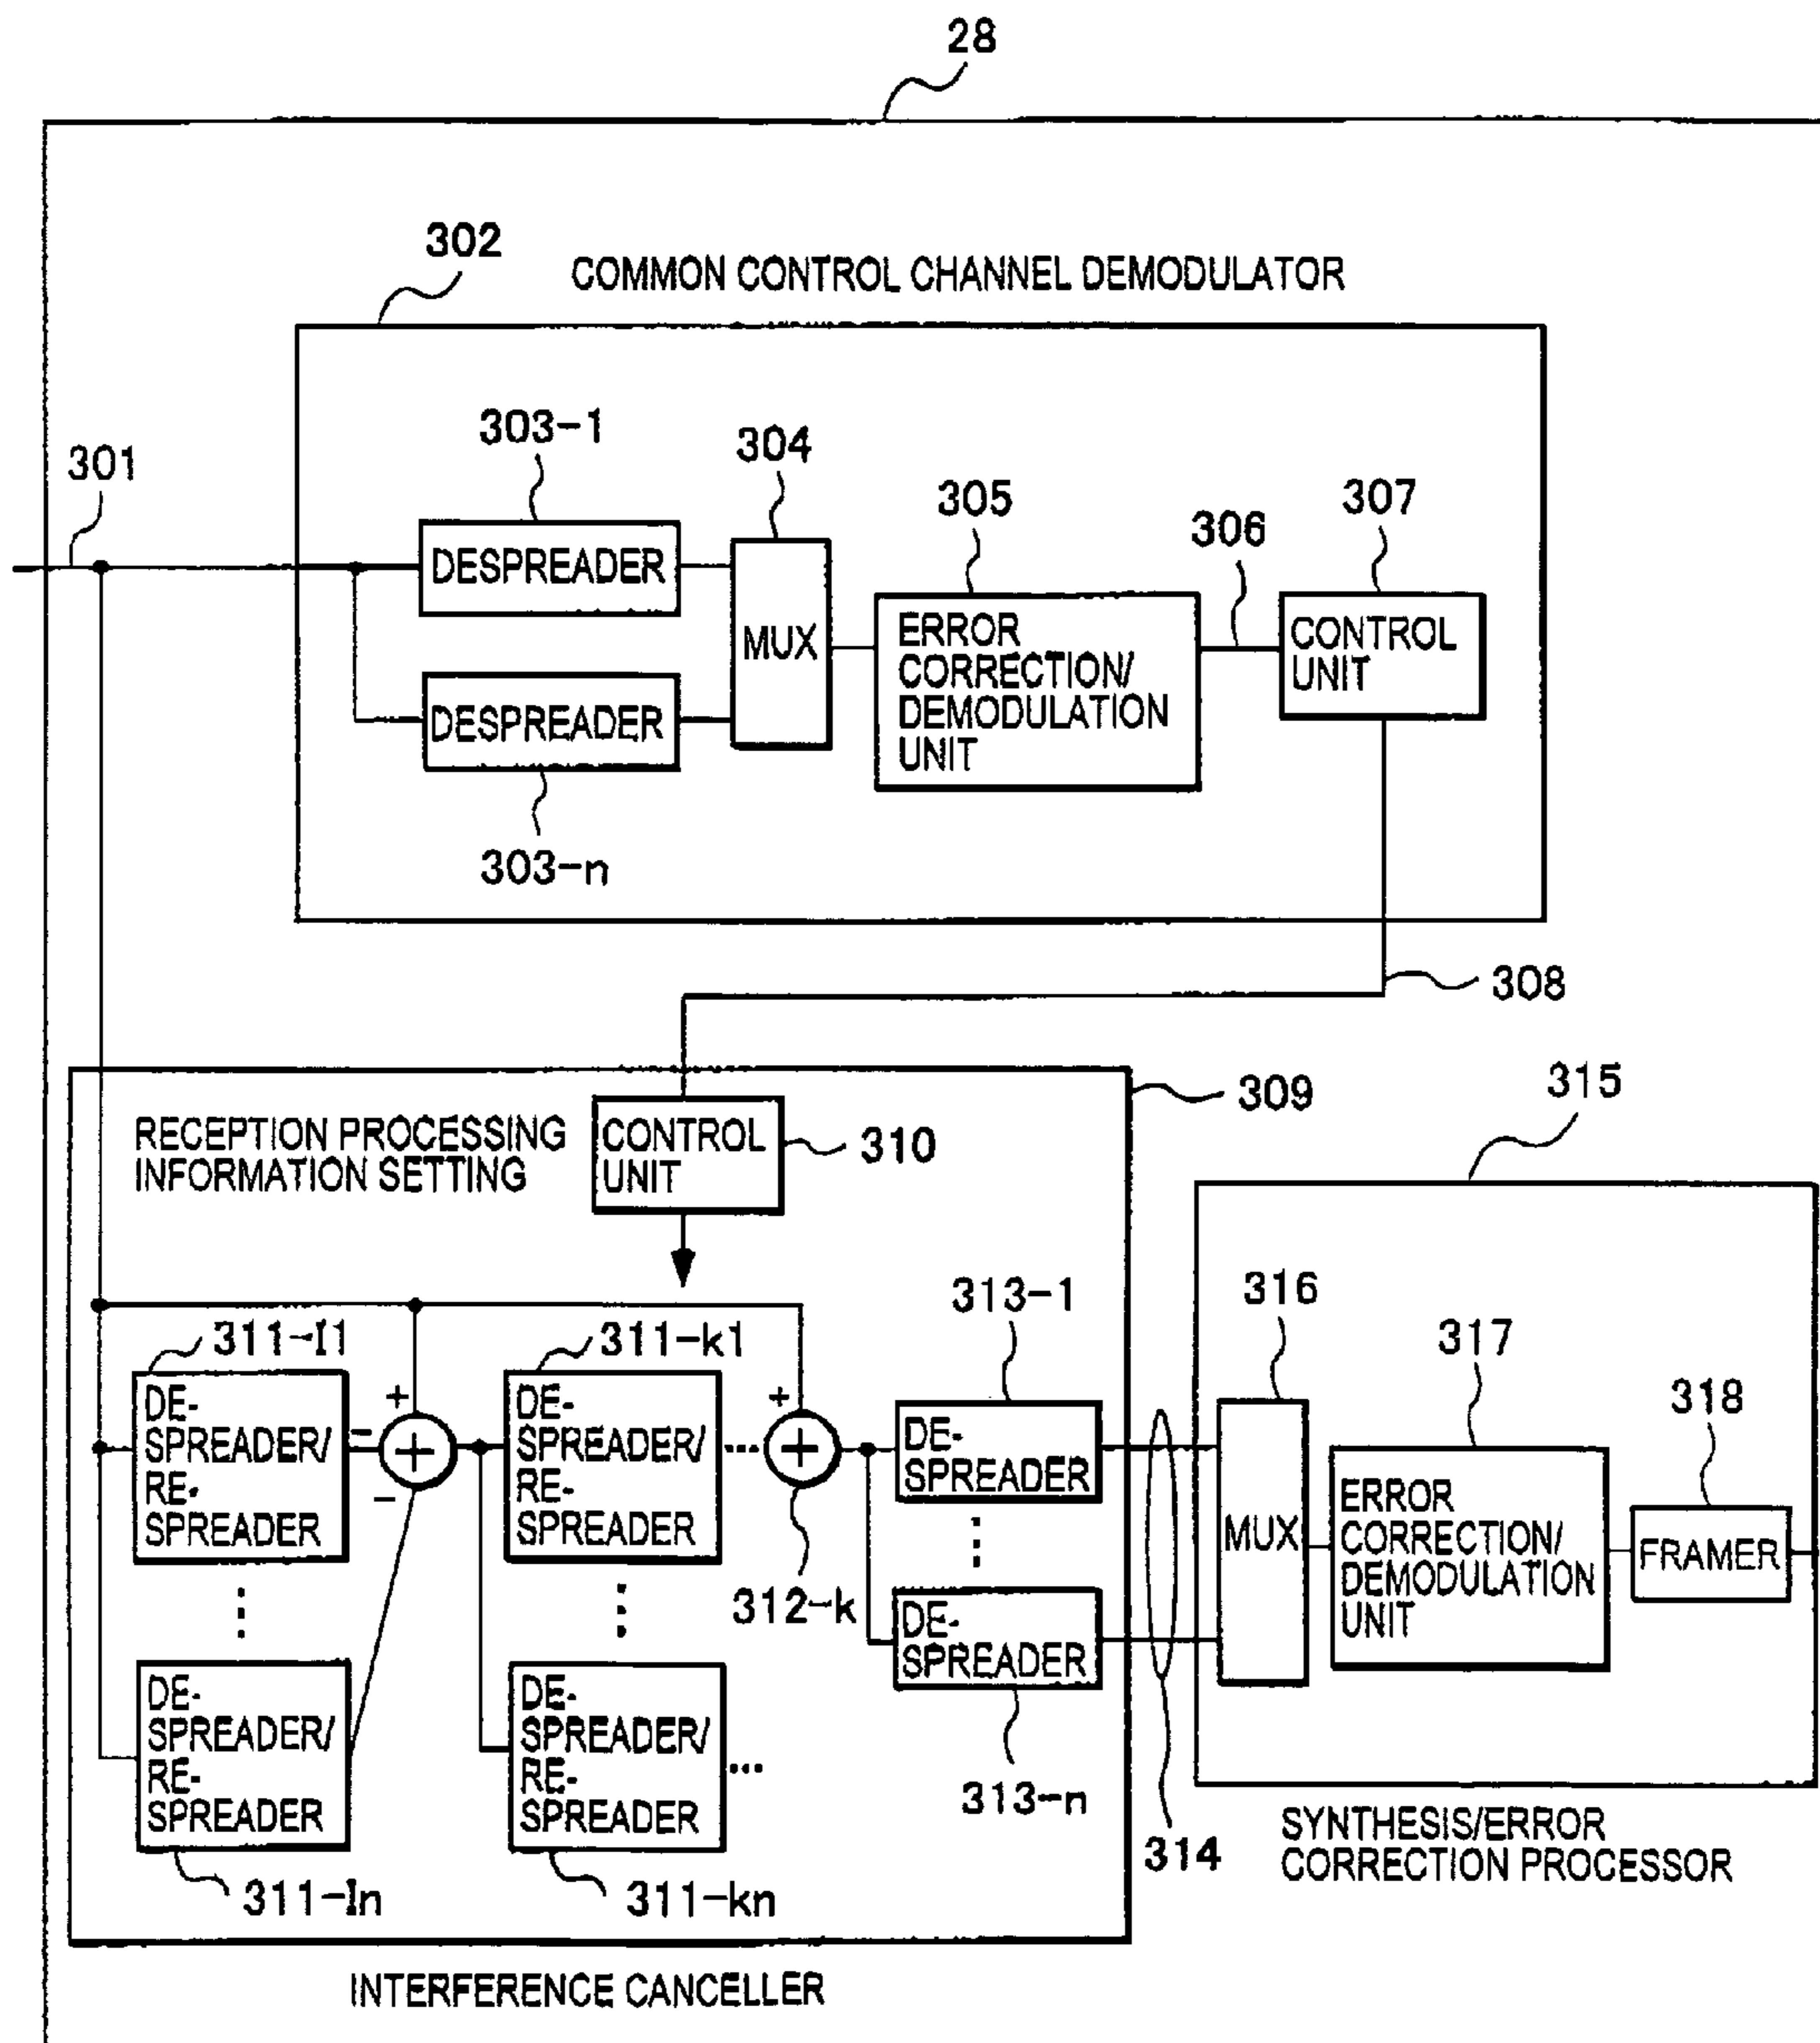 28
302
COMMON CONTROL CHANNEL DEMODULATOR
303-1
304
301
305
307
306
DESPREADER
MUX
ERROR
CORRECTION/
DEMODULATION
UNIT
CONTROL
UNIT
DESPREADER
303-n
308
309
315
RECEPTION PROCESSING
INFORMATION SETTING
CONTROL
UNIT
310
313-1
316
311-I1
311-k1
317
318
+
+
DE-
SPREADER/
RE-
SPREADER
−
+
−
DE-
SPREADER/
RE-
SPREADER
...
+
DE-
SPREADER
MUX
ERROR
CORRECTION/
DEMODULATION
UNIT
FRAMER
312-k
DE-
SPREADER/
RE-
SPREADER
DE-
SPREADER/
RE-
SPREADER
...
DE-
SPREADER
313-n
314
311-In
311-kn
SYNTHESIS/ERROR
CORRECTION PROCESSOR
INTERFERENCE CANCELLER